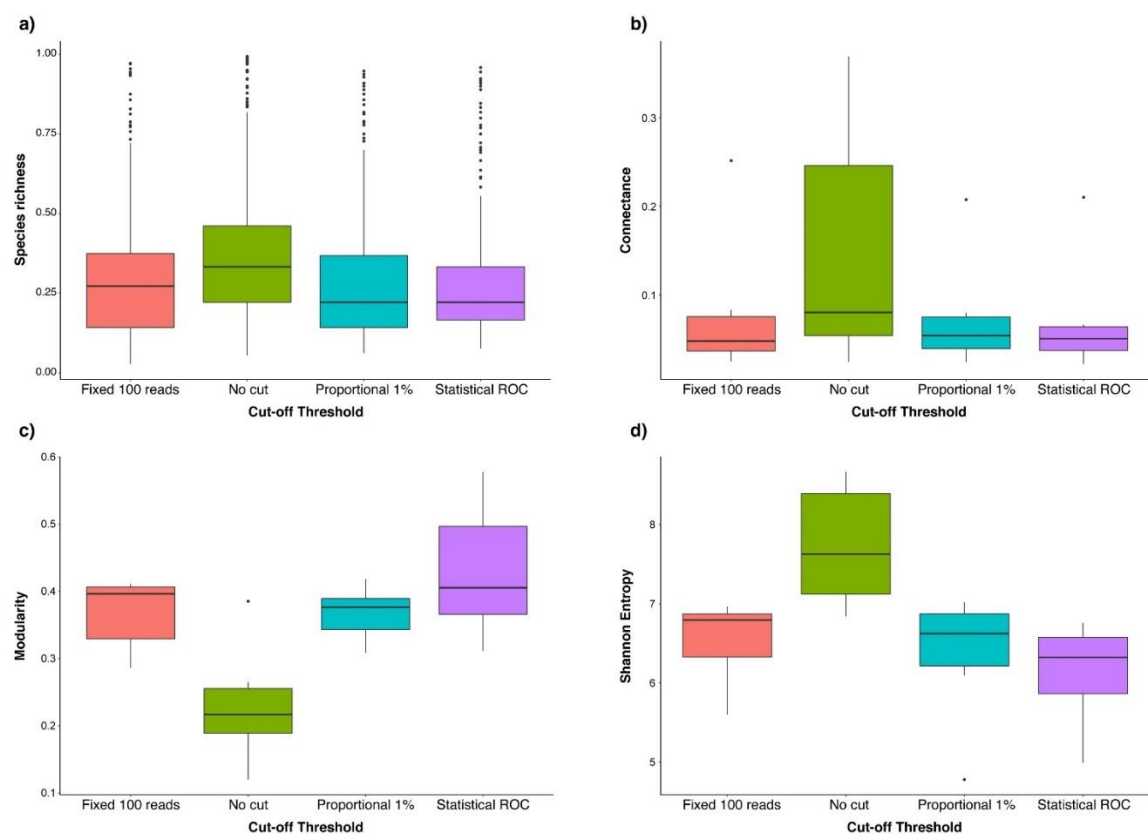 a)
Species richness
1.00
0.75
0.50
0.25
0.00
Fixed 100 reads No cut Proportional 1% Statistical ROC
Cut-off Threshold
b)
Connectance
0.3
0.2
0.1
Fixed 100 reads No cut Proportional 1% Statistical ROC
Cut-off Threshold
c)
Modularity
0.6
0.5
0.4
0.3
0.2
0.1
Fixed 100 reads No cut Proportional 1% Statistical ROC
Cut-off Threshold
d)
Shannon Entropy
8
7
6
5
Fixed 100 reads No cut Proportional 1% Statistical ROC
Cut-off Threshold